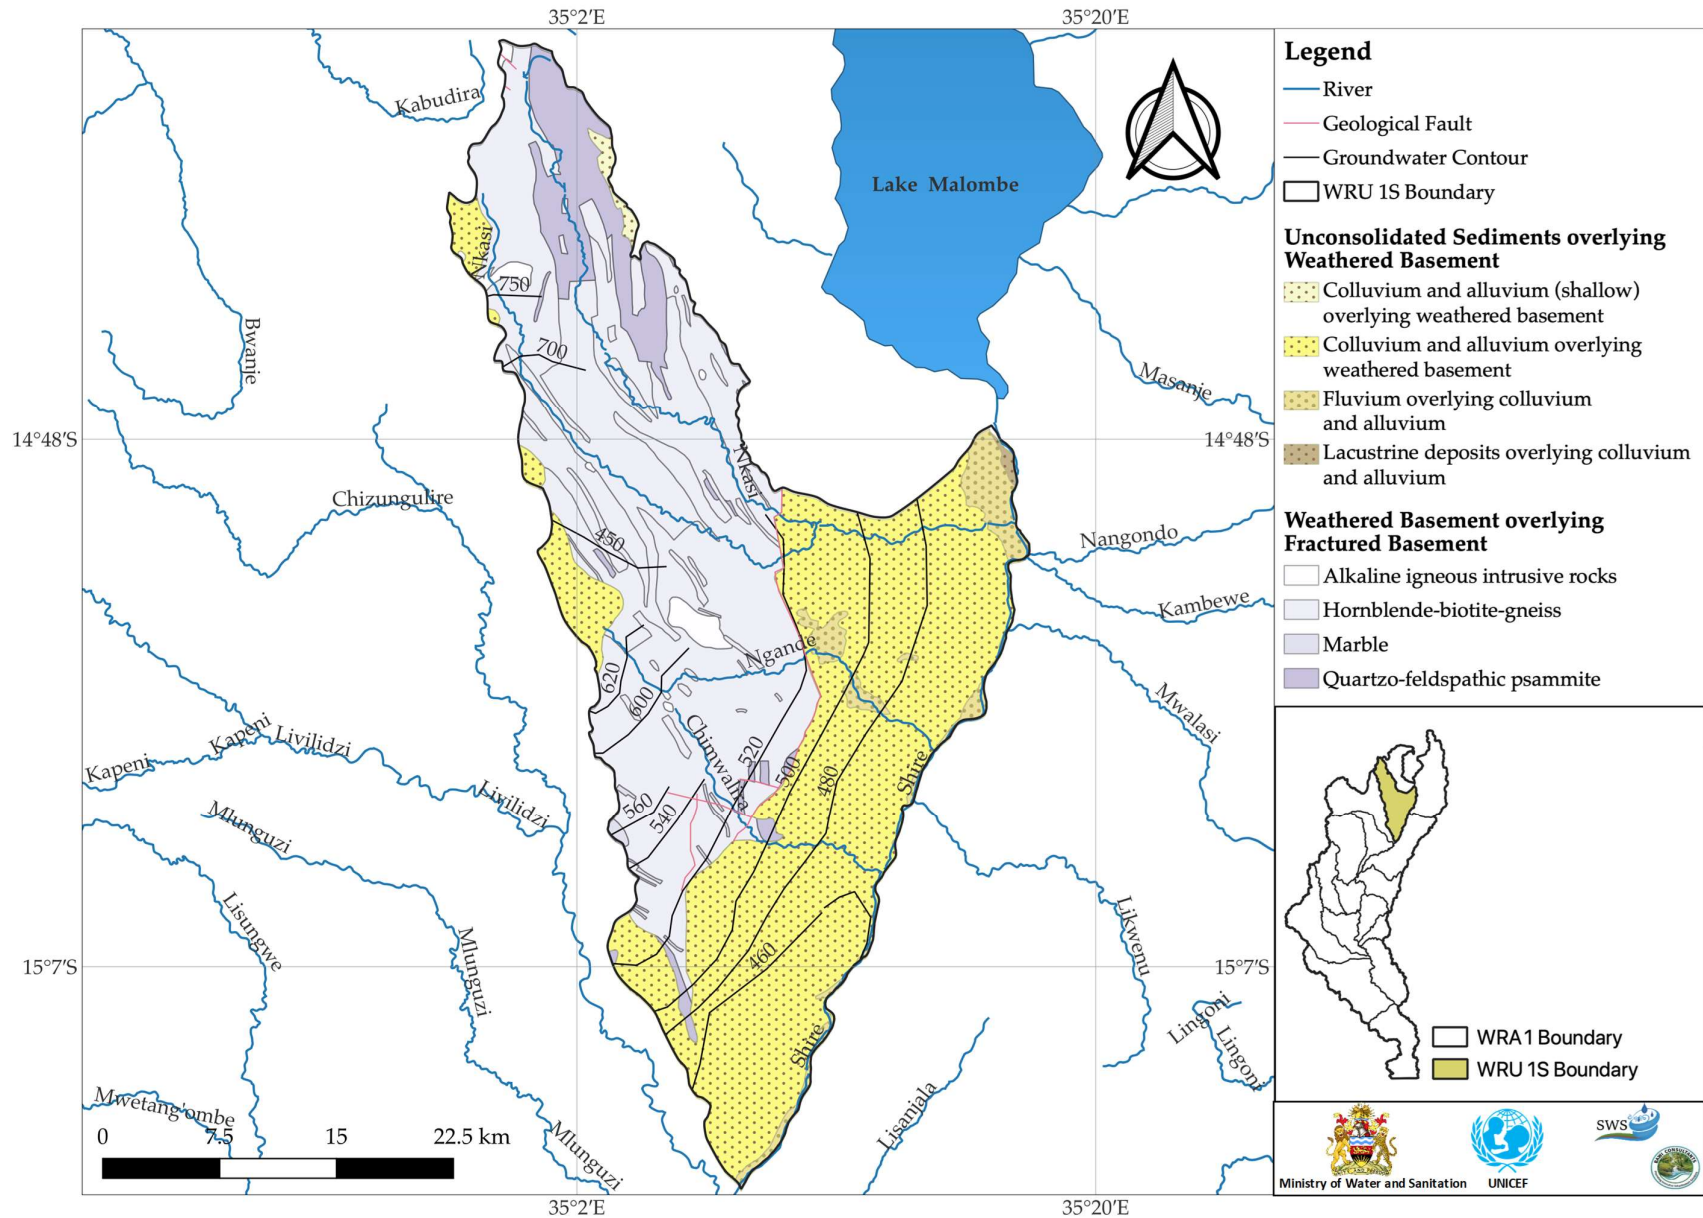 35°2'E
35°20'E
Kabudira
Lake Malombe
Nkasi
750
700
Bwanje
Masanje
14°48'S
14°48'S
Nkasi
Chizungulire
450
Nangondo
Kambewe
Ngande
620
600
Mwalasi
Chimwalira
Kapeni
Kapeni
Livilidzi
520
500
480
Shire
Livilidzi
560
540
Mlunguzi
Lisungwe
Mlunguzi
Likwenu
460
15°7'S
15°7'S
Lingoni
Lingoni
Shire
Mwetang'ombe
Lisanjala
Mlunguzi
0
7.5
15
22.5 km
35°2'E
35°20'E
Legend
River
Geological Fault
Groundwater Contour
WRU 1S Boundary
Unconsolidated Sediments overlying
Weathered Basement
Colluvium and alluvium (shallow)
overlying weathered basement
Colluvium and alluvium overlying
weathered basement
Fluvium overlying colluvium
and alluvium
Lacustrine deposits overlying colluvium
and alluvium
Weathered Basement overlying
Fractured Basement
Alkaline igneous intrusive rocks
Hornblende-biotite-gneiss
Marble
Quartzo-feldspathic psammite
WRA 1 Boundary
WRU 1S Boundary
Ministry of Water and Sanitation
UNICEF
SWS